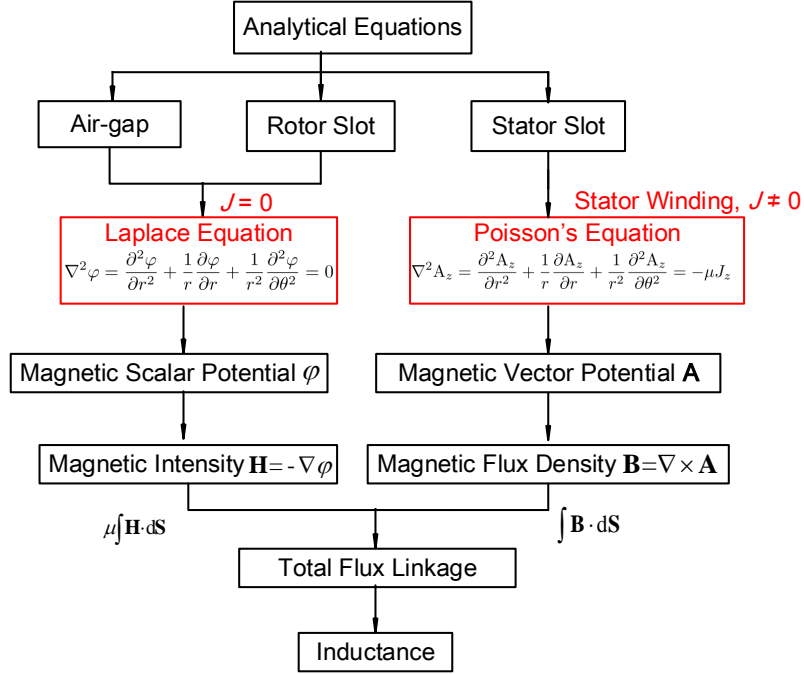 Analytical Equations
Air-gap
Rotor Slot
Stator Slot
J = 0
Stator Winding, J ≠ 0
Laplace Equation
∇²φ = ∂²φ/∂r² + 1/r ∂φ/∂r + 1/r² ∂²φ/∂θ² = 0
Poisson's Equation
∇²A_z = ∂²A_z/∂r² + 1/r ∂A_z/∂r + 1/r² ∂²A_z/∂θ² = −μJ_z
Magnetic Scalar Potential φ
Magnetic Vector Potential A
Magnetic Intensity H= -∇φ
Magnetic Flux Density B=∇×A
μ∫H·dS
∫B·dS
Total Flux Linkage
Inductance